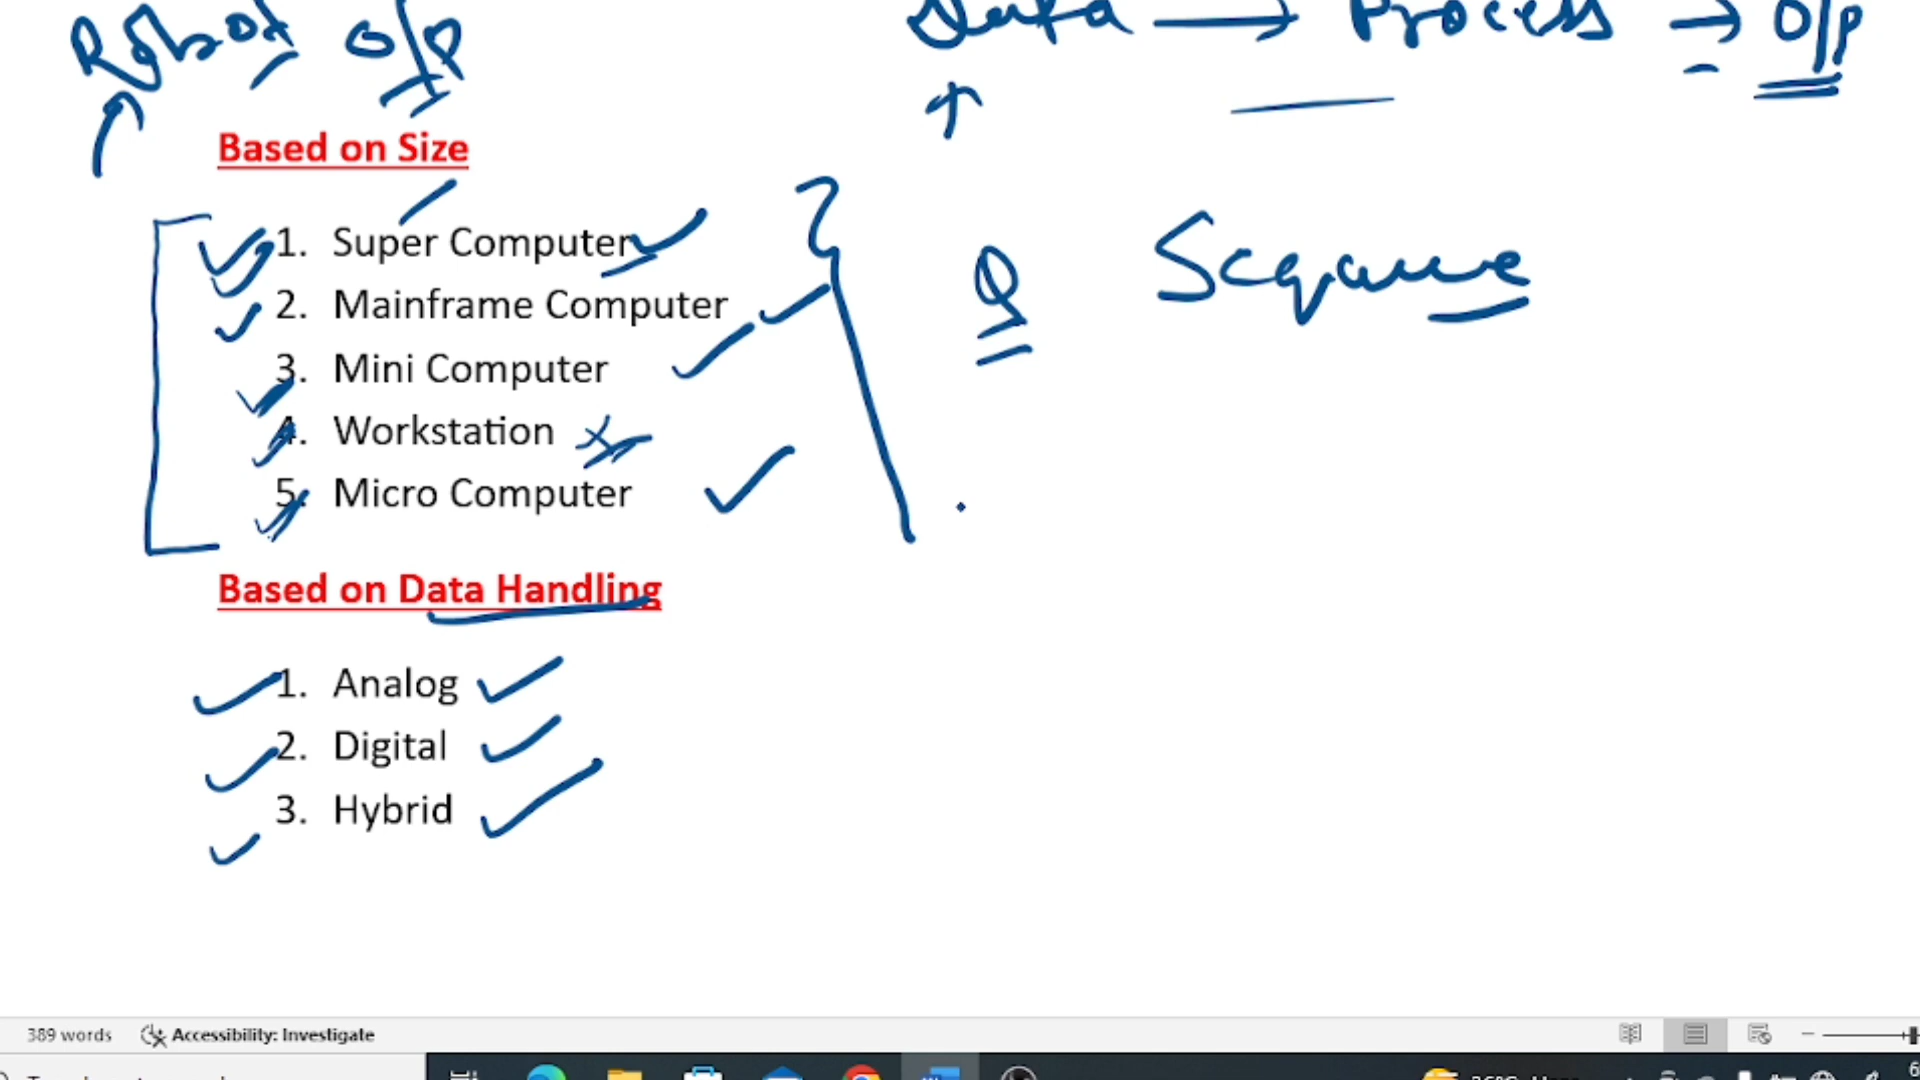 Robot O/P Data → Process → O/P
Based on Size
1. Super Computer
2. Mainframe Computer
3. Mini Computer
4. Workstation
5. Micro Computer
Q
Based on Data Handling
1. Analog
2. Digital
3. Hybrid
389 words Accessibility: Investigate